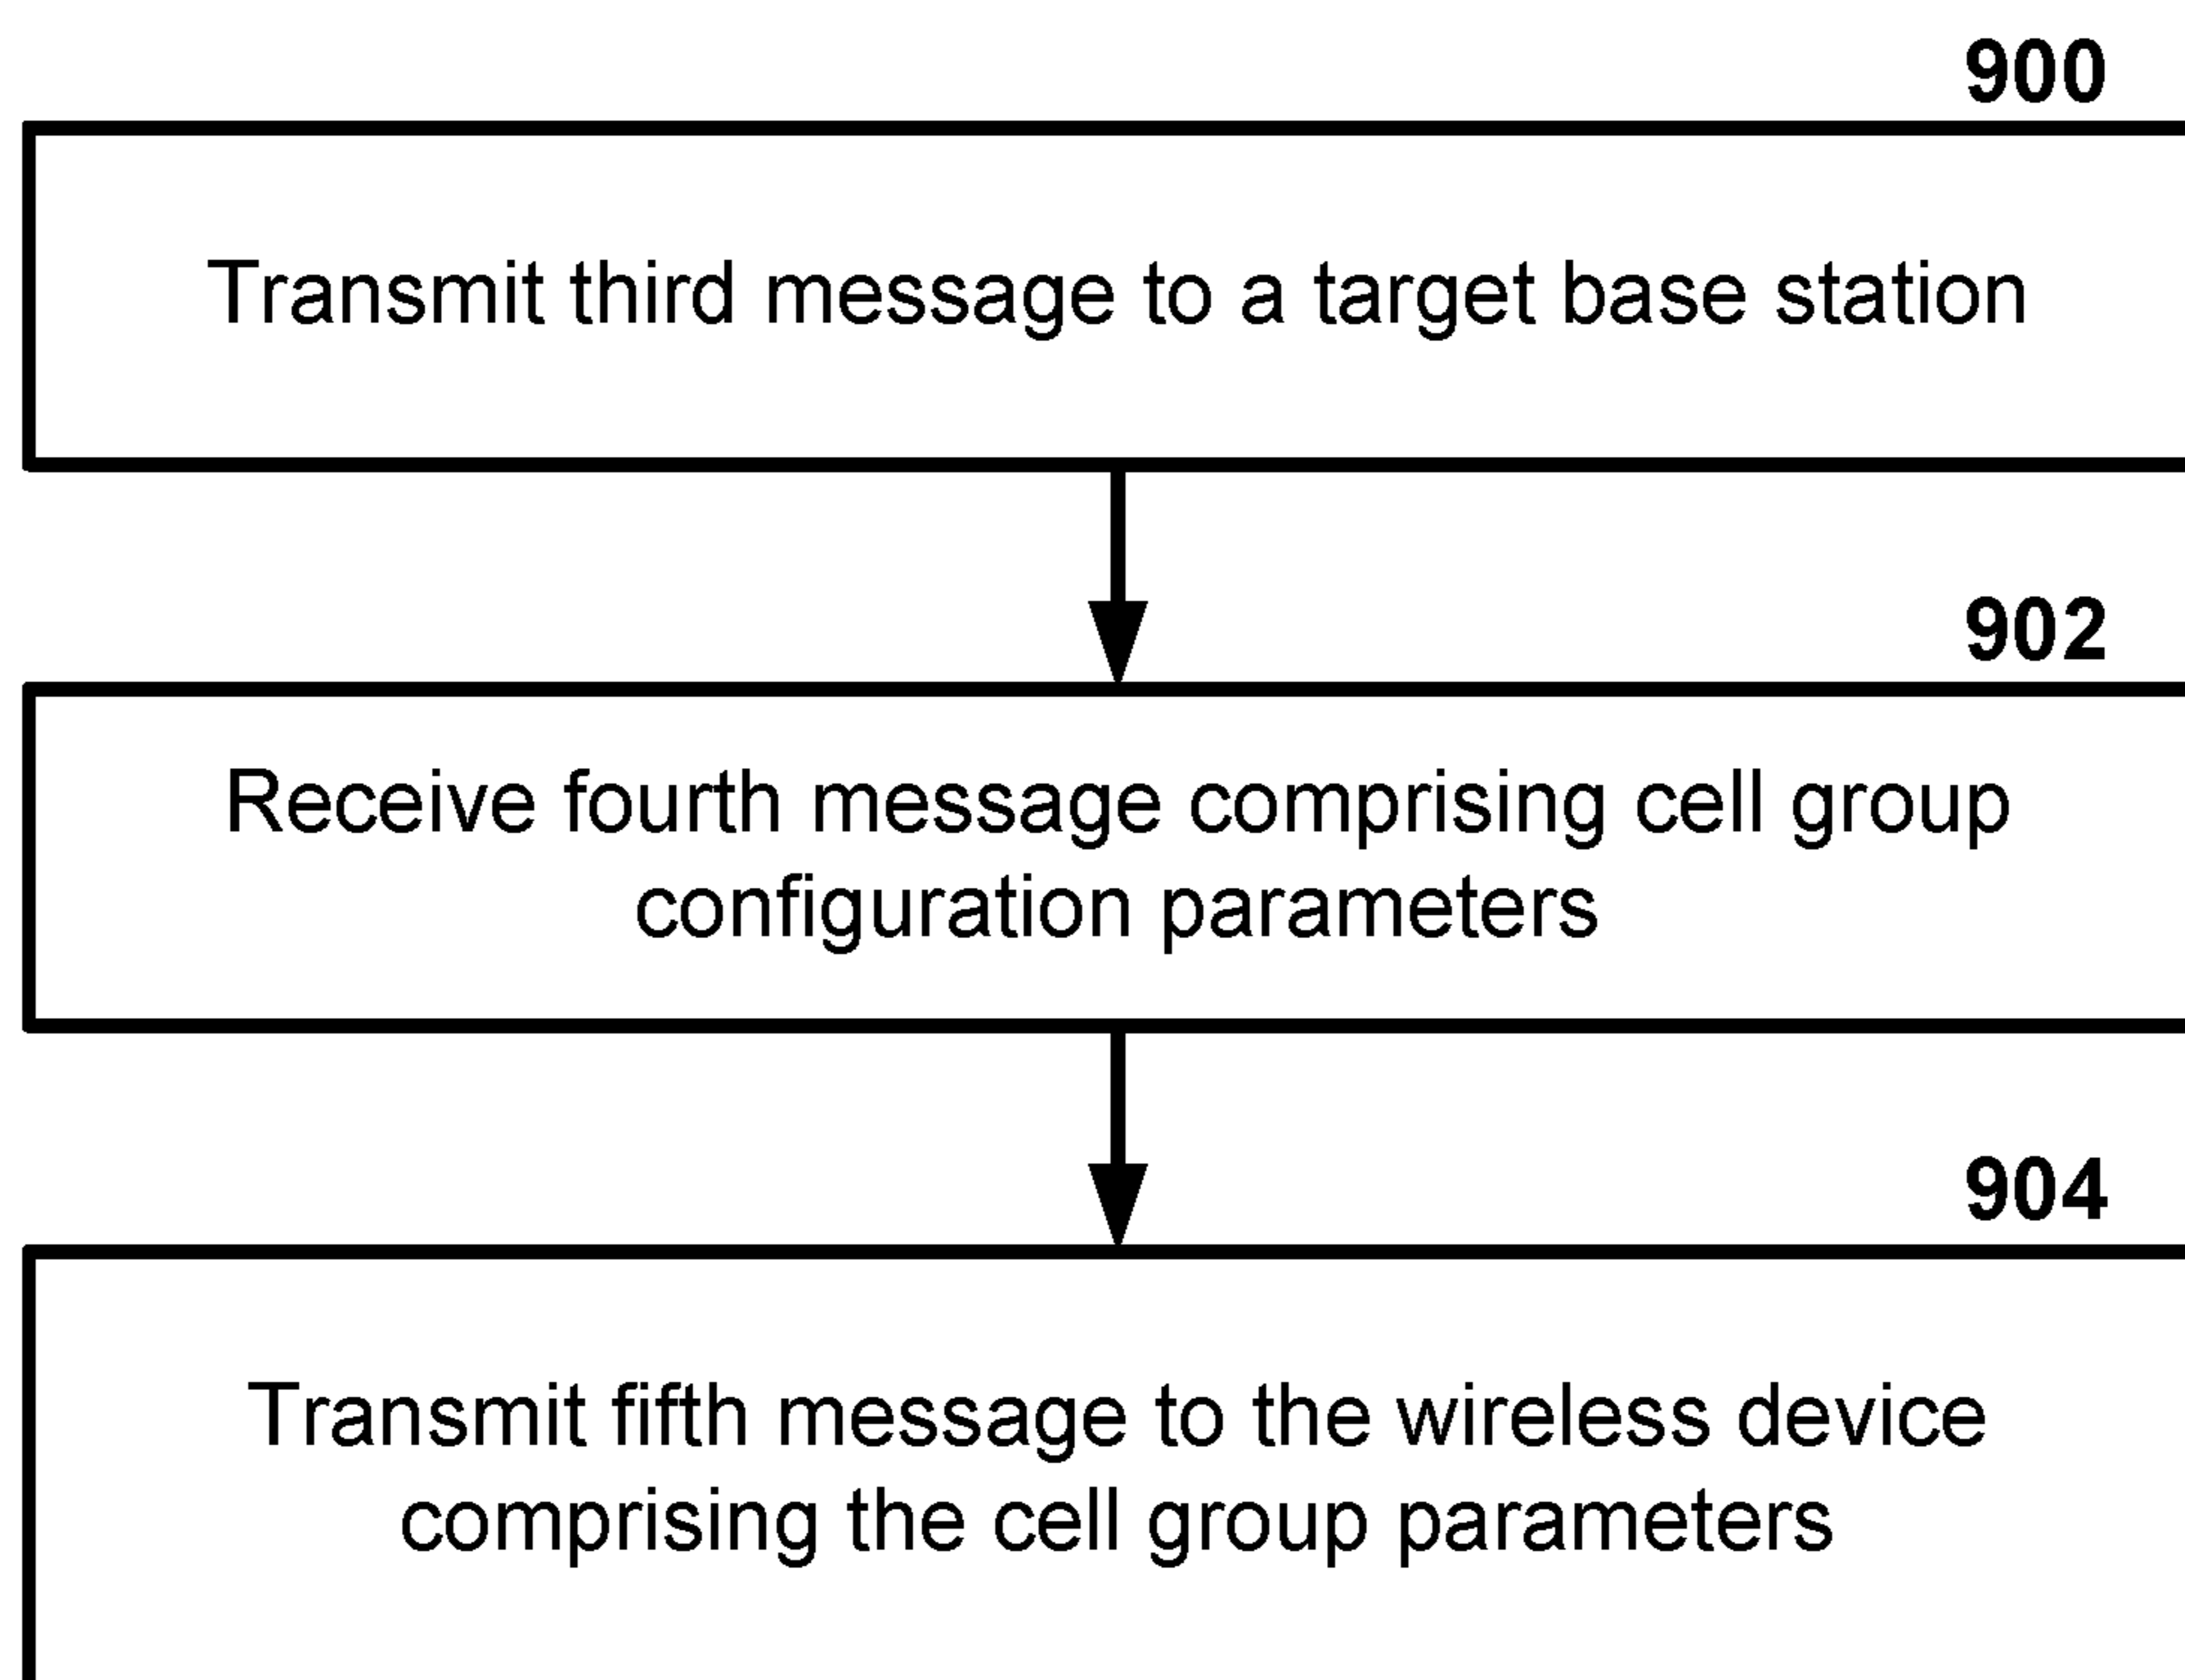 900
Transmit third message to a target base station
902
Receive fourth message comprising cell group
configuration parameters
904
Transmit fifth message to the wireless device
comprising the cell group parameters